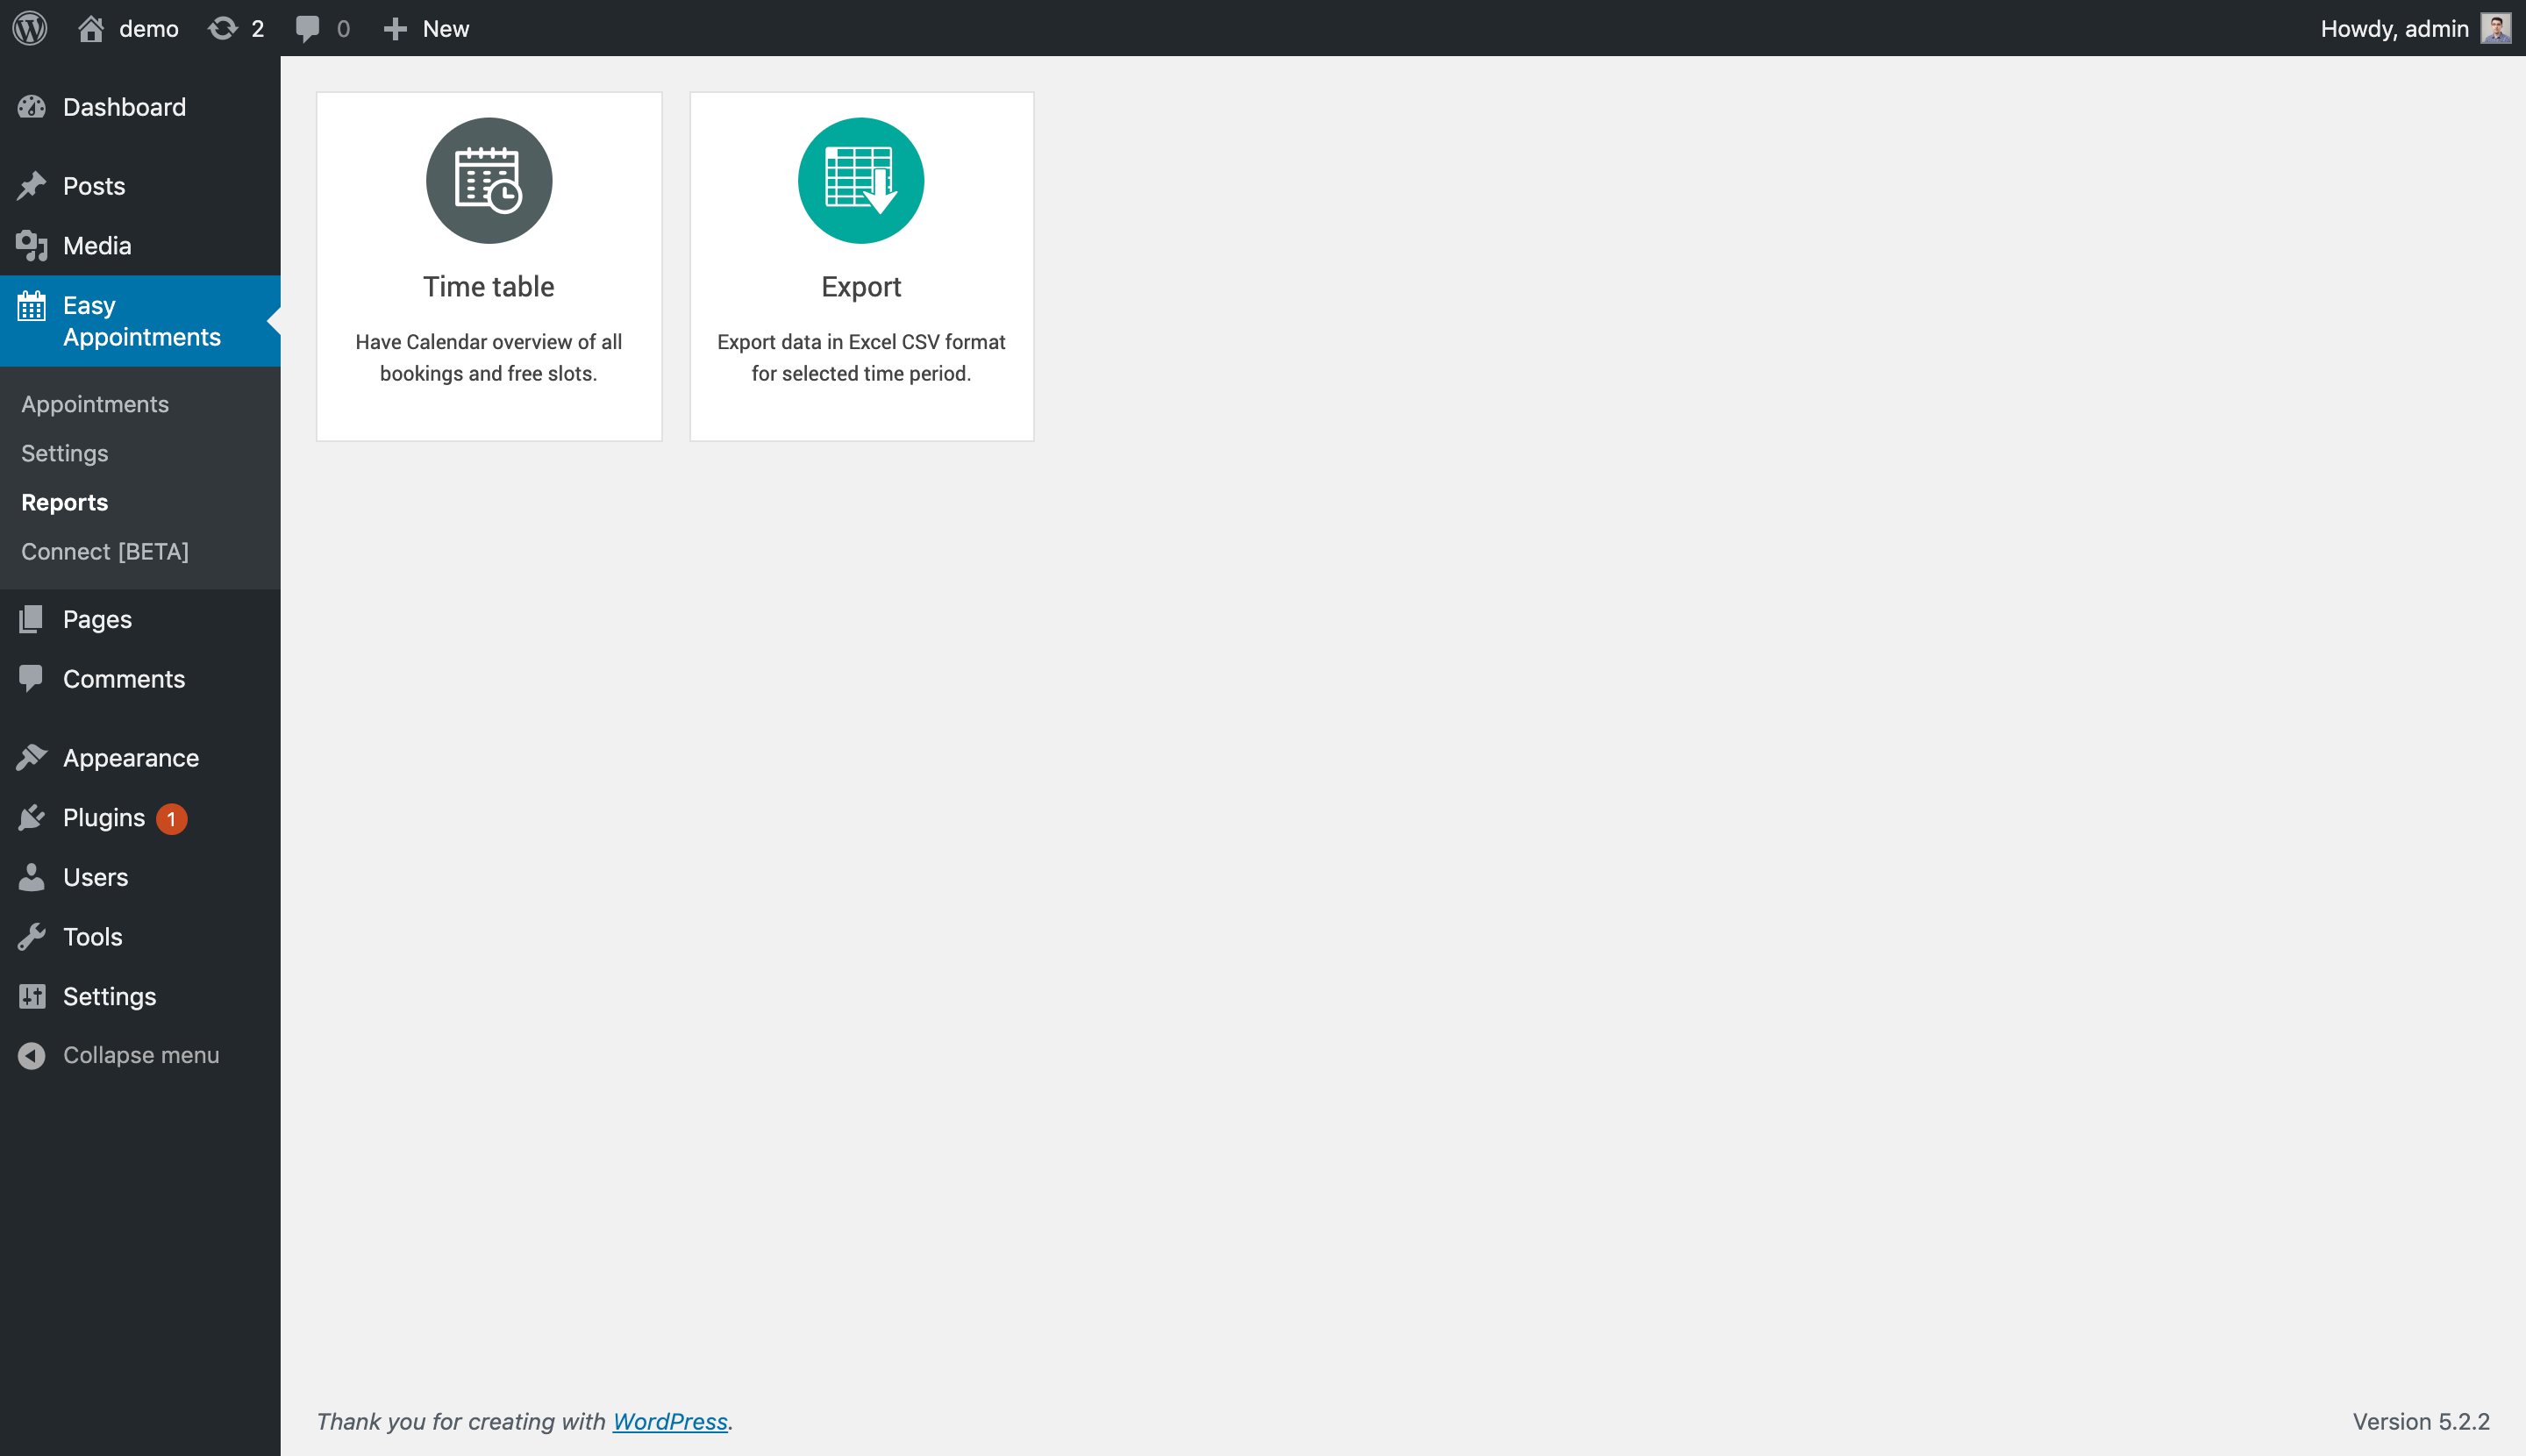 demo
2
0
New
Howdy, admin
Dashboard
Posts
Media
Easy
Appointments
Appointments
Settings
Reports
Connect [BETA]
Pages
Comments
Appearance
Plugins 1
Users
Tools
Settings
Collapse menu
Time table
Have Calendar overview of all
bookings and free slots.
Export
Export data in Excel CSV format
for selected time period.
Thank you for creating with WordPress.
Version 5.2.2